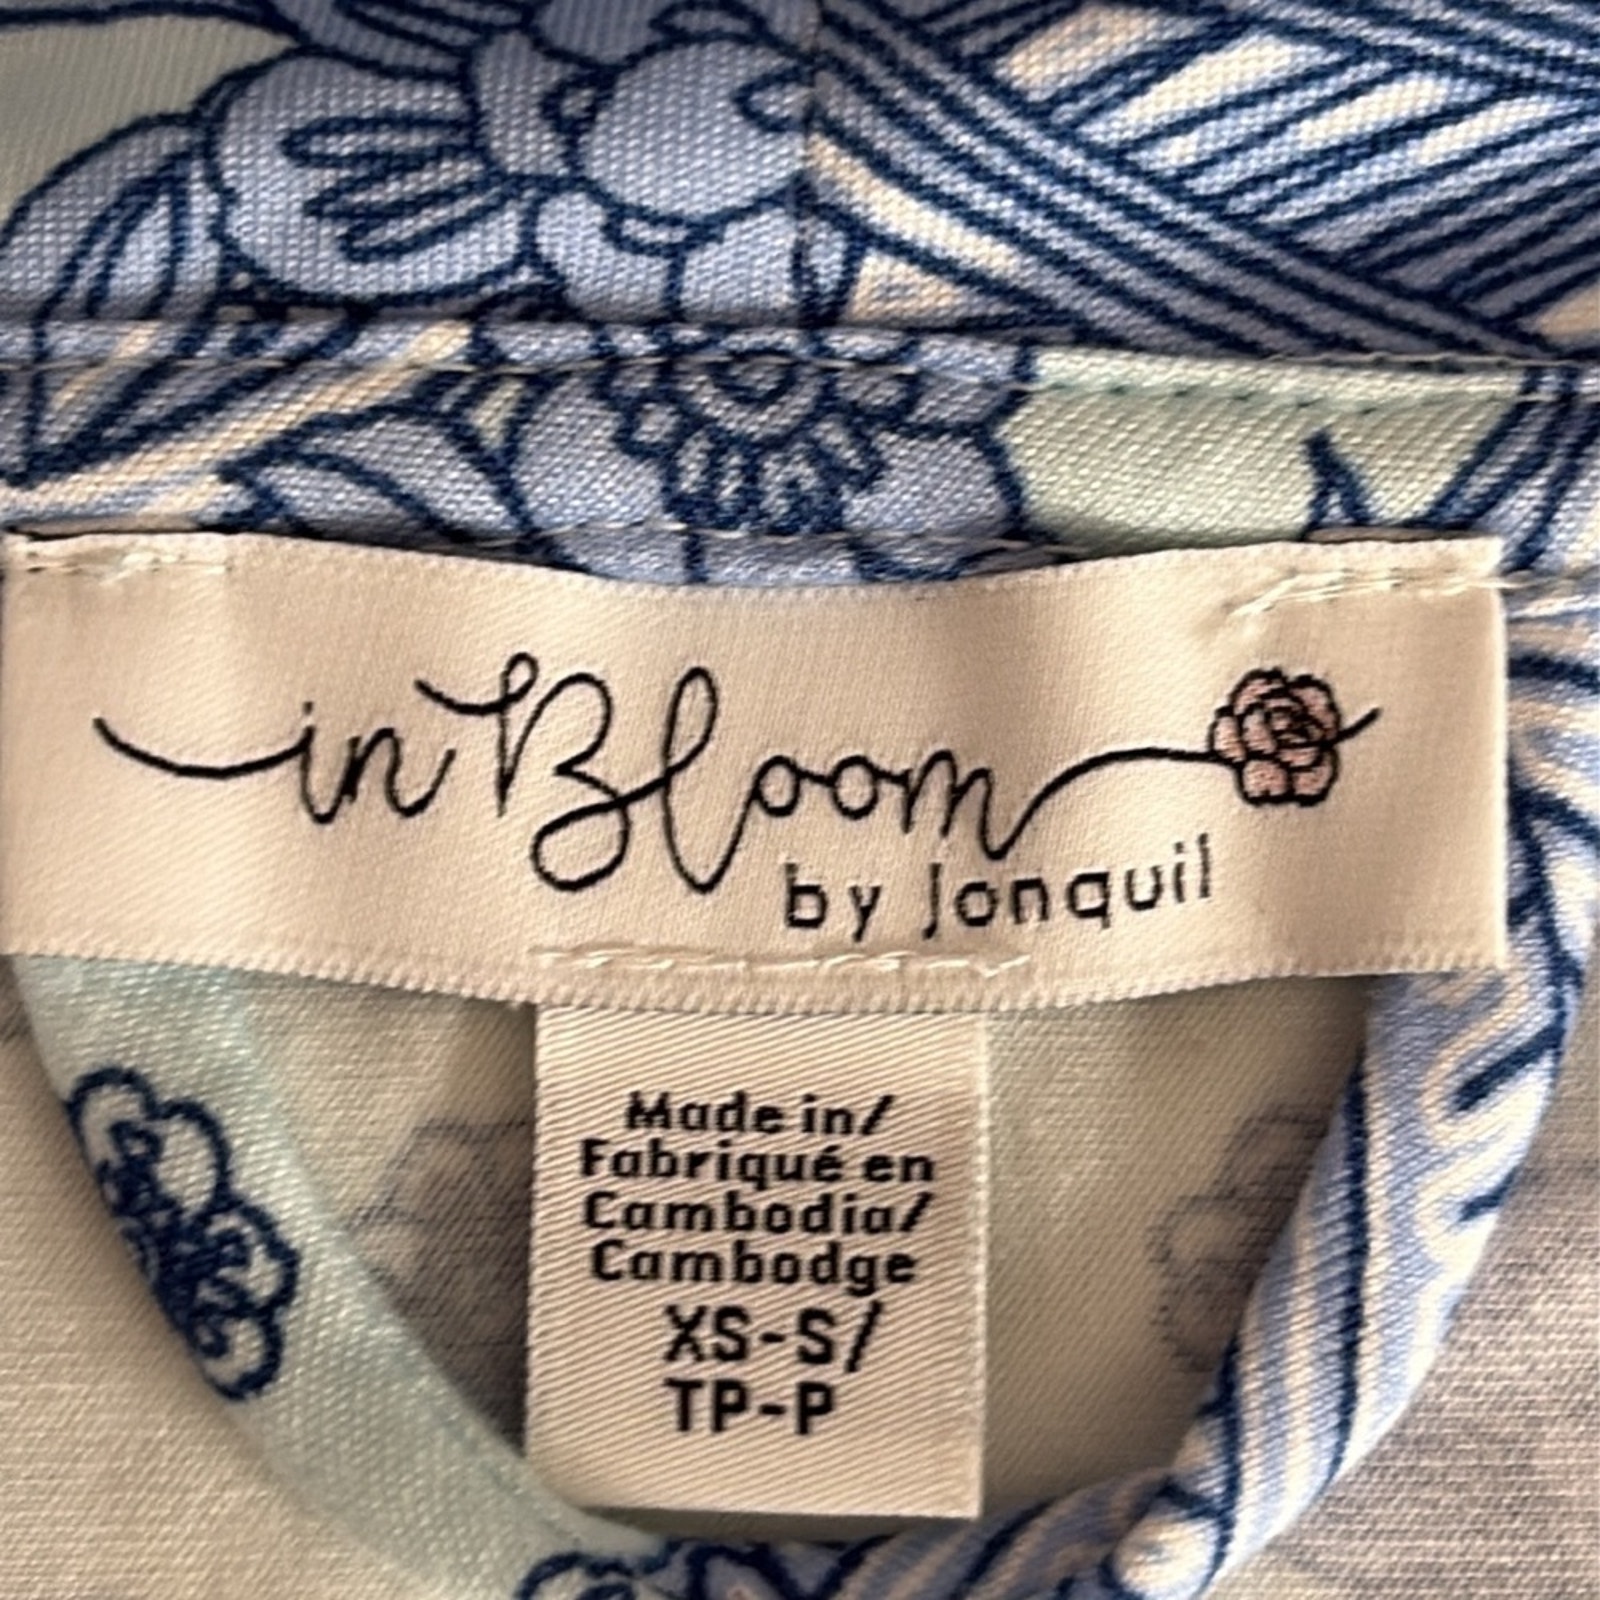 in Bloom
by Jonquil
Made in/
Fabriqué en
Cambodia/
Cambodge
XS-S/
TP-P